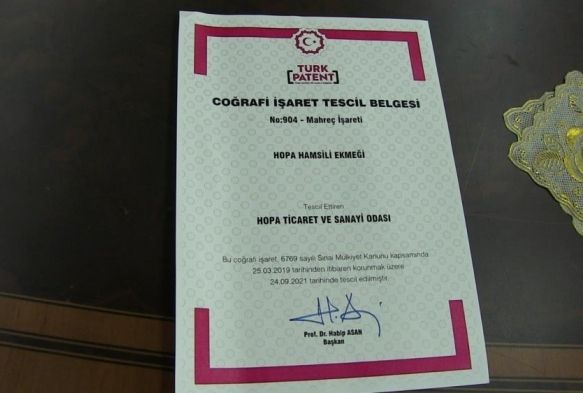 TÜRK
PATENT
COĞRAFİ İŞARET TESCİL BELGESİ
No:904 - Mahreç İşareti
HOPA HAMSİLİ EKMEĞİ
Tescil Ettiren
HOPA TİCARET VE SANAYİ ODASI
Bu coğrafi işaret, 6769 sayılı Sınai Mülkiyet Kanunu kapsamında
25.03.2019 tarihinden itibaren korunmak üzere
24.09.2021 tarihinde tescil edilmiştir.
Prof. Dr. Habip ASAN
Başkan